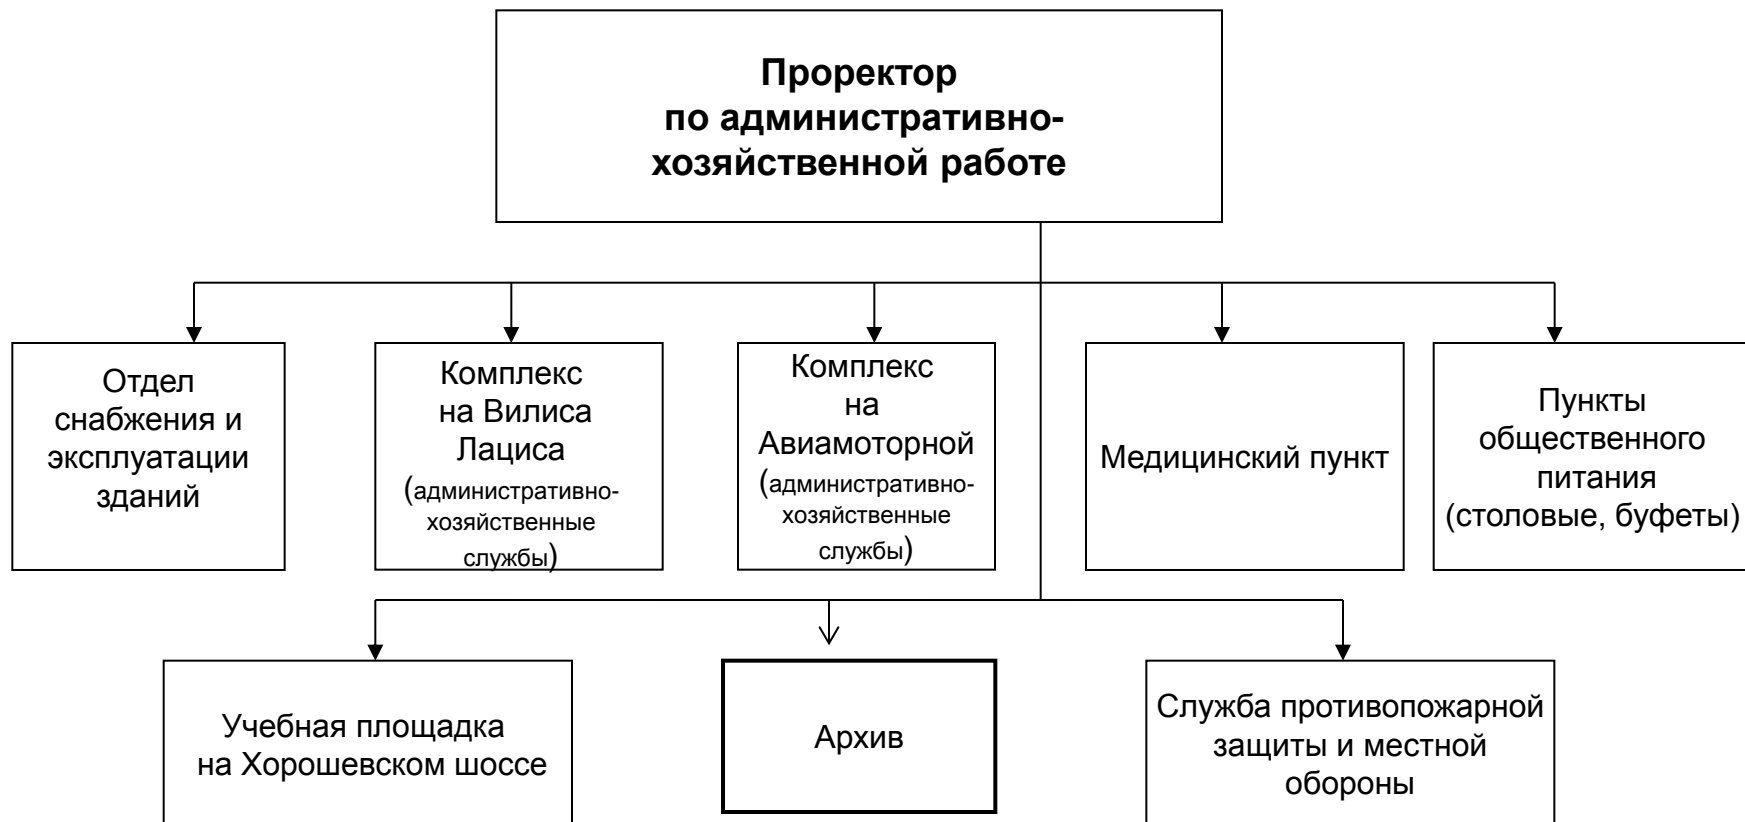 Проректор
по административно-
хозяйственной работе
Отдел
снабжения и
эксплуатации
зданий
Комплекс
на Вилиса
Лациса
(административно-
хозяйственные
службы)
Комплекс
на
Авиамоторной
(административно-
хозяйственные
службы)
Медицинский пункт
Пункты
общественного
питания
(столовые, буфеты)
Учебная площадка
на Хорошевском шоссе
Архив
Служба противопожарной
защиты и местной
обороны